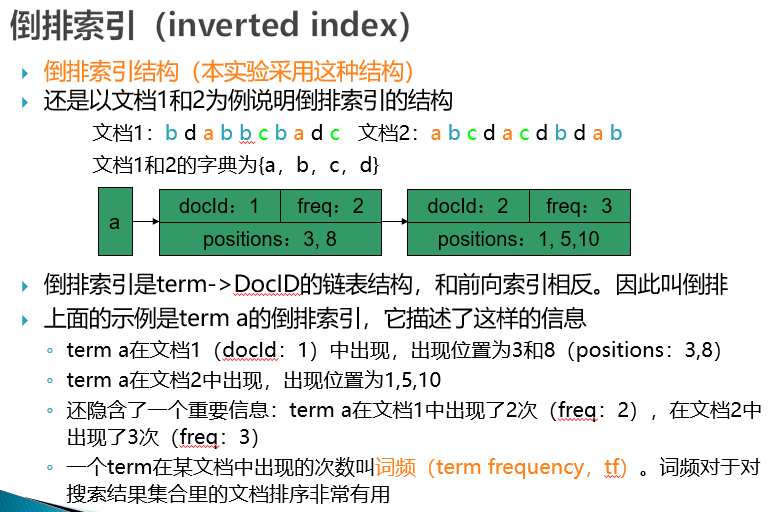 倒排索引（inverted index）
倒排索引结构（本实验采用这种结构）
还是以文档1和2为例说明倒排索引的结构
文档1：b d a b b c b a d c   文档2：a b c d a c d b d a b
文档1和2的字典为{a，b，c，d}
a
docId：1   freq：2   docId：2   freq：3
positions：3, 8   positions：1, 5,10
倒排索引是term->DocID的链表结构，和前向索引相反。因此叫倒排
上面的示例是term a的倒排索引，它描述了这样的信息
term a在文档1（docId：1）中出现，出现位置为3和8（positions：3,8）
term a在文档2中出现，出现位置为1,5,10
还隐含了一个重要信息：term a在文档1中出现了2次（freq：2），在文档2中
出现了3次（freq：3）
一个term在某文档中出现的次数叫词频（term frequency，tf）。词频对于对
搜索结果集合里的文档排序非常有用